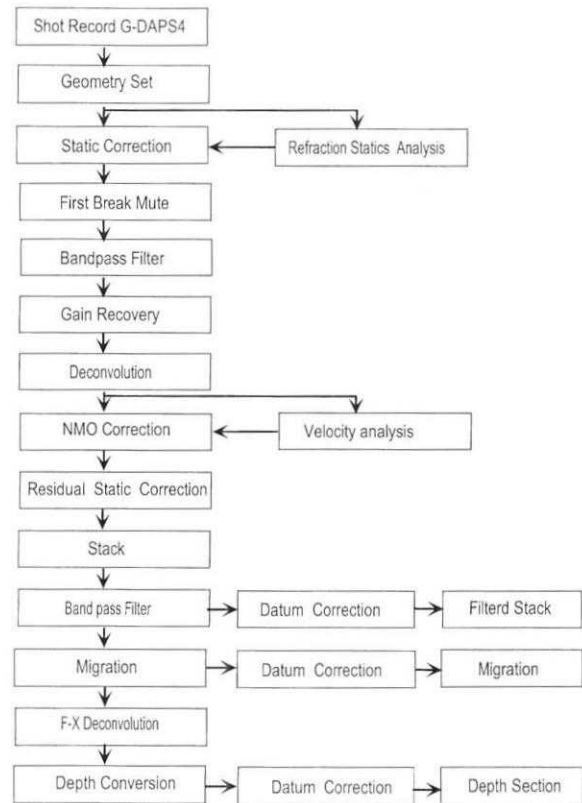 Shot Record G-DAPS4
Geometry Set
Static Correction
Refraction Statics Analysis
First Break Mute
Bandpass Filter
Gain Recovery
Deconvolution
NMO Correction
Velocity analysis
Residual Static Correction
Stack
Band pass Filter
Datum Correction
Filterd Stack
Migration
Datum Correction
Migration
F-X Deconvolution
Depth Conversion
Datum Correction
Depth Section